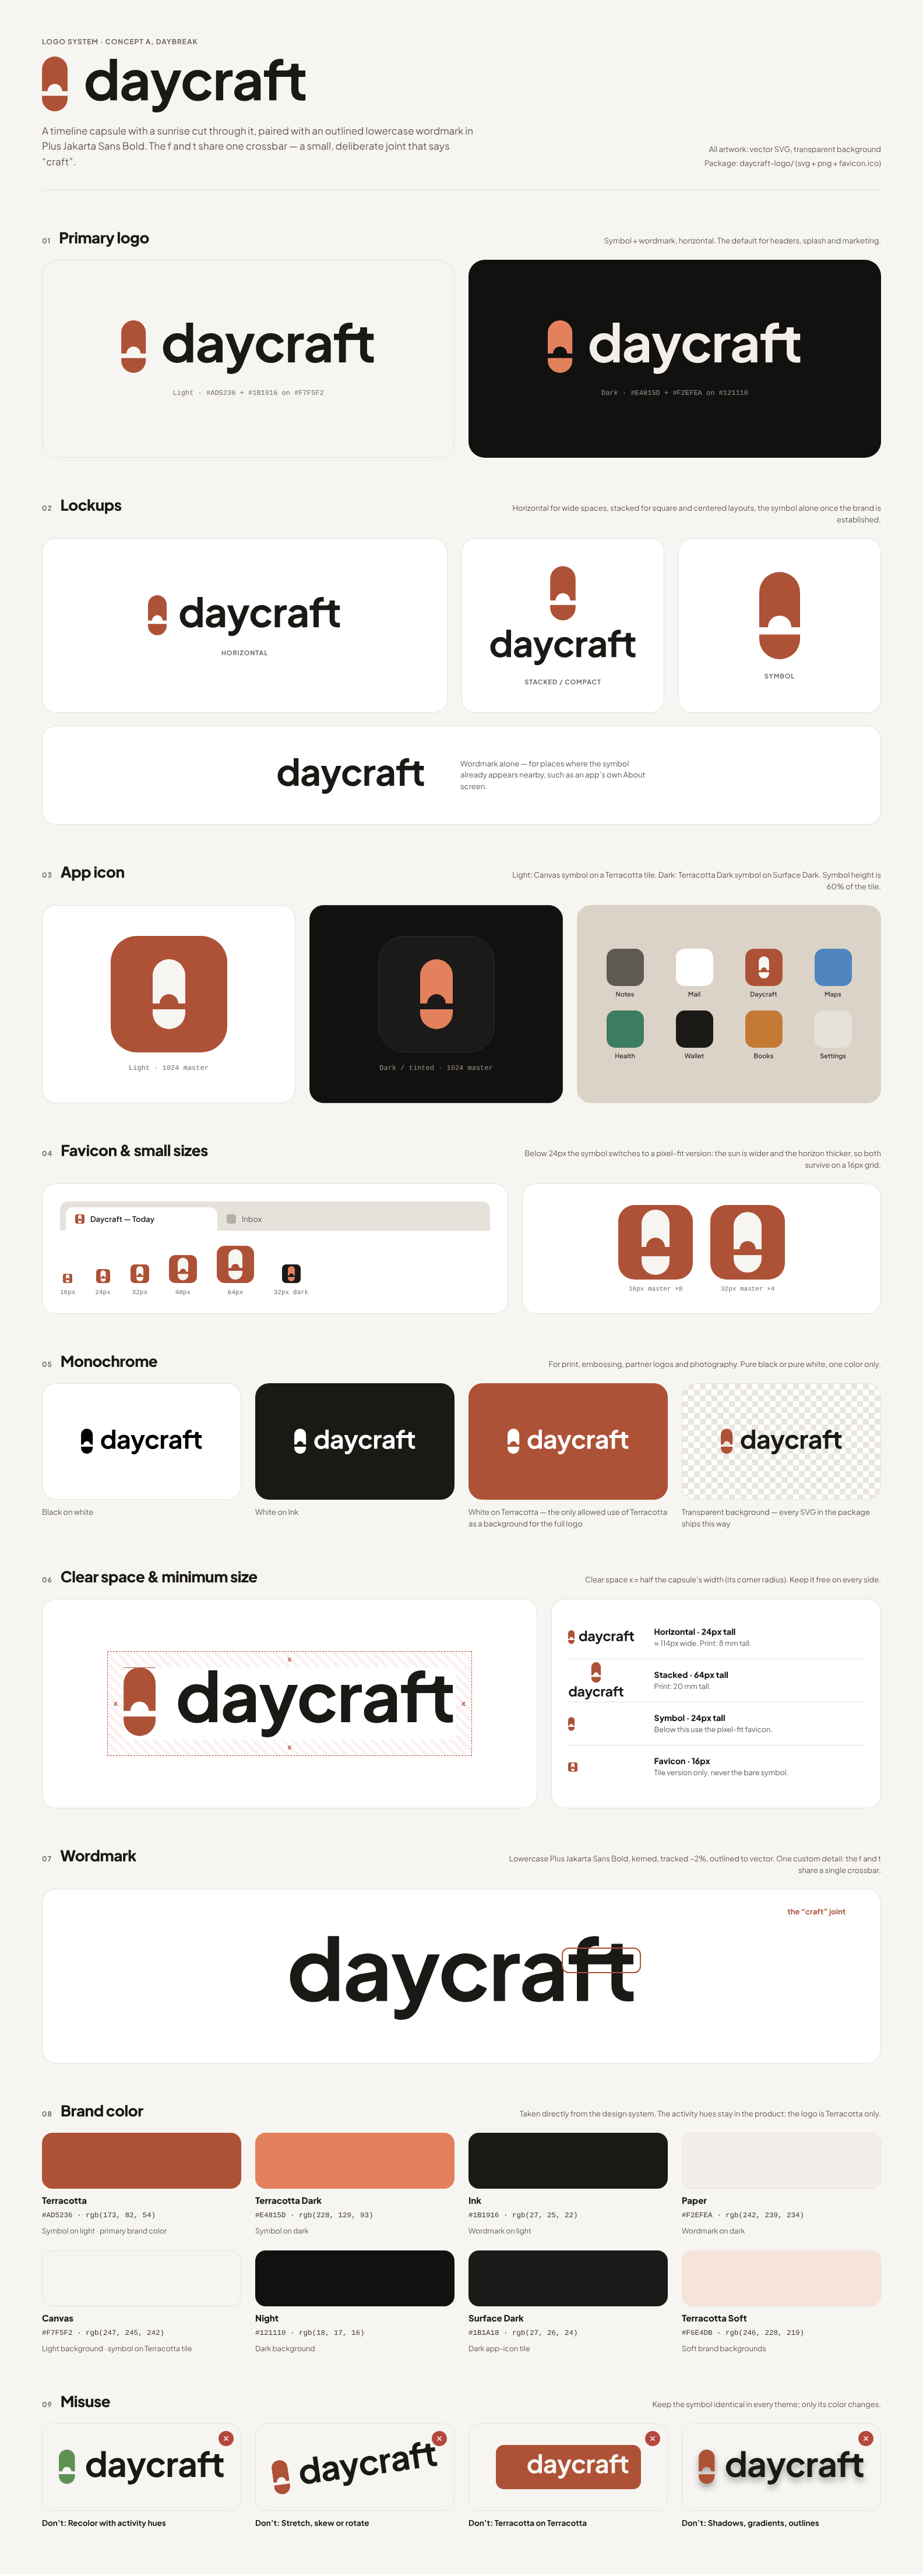 LOGO SYSTEM · CONCEPT A, DAYBREAK
daycraft
A timeline capsule with a sunrise cut through it, paired with an outlined lowercase wordmark in
Plus Jakarta Sans Bold. The f and t share one crossbar — a small, deliberate joint that says
“craft”.
All artwork: vector SVG, transparent background
Package: daycraft-logo/ (svg + png + favicon.ico)
01 Primary logo
Symbol + wordmark, horizontal. The default for headers, splash and marketing.
daycraft
Light · #AD5236 + #1B1916 on #F7F5F2
daycraft
Dark · #E4815D + #F2EFEA on #121110
02 Lockups
Horizontal for wide spaces, stacked for square and centered layouts, the symbol alone once the brand is
established.
daycraft
HORIZONTAL
daycraft
STACKED / COMPACT
SYMBOL
daycraft
Wordmark alone — for places where the symbol
already appears nearby, such as an app’s own About
screen.
03 App icon
Light: Canvas symbol on a Terracotta tile. Dark: Terracotta Dark symbol on Surface Dark. Symbol height is
60% of the tile.
Light · 1024 master
Dark / tinted · 1024 master
Notes
Mail
Daycraft
Maps
Health
Wallet
Books
Settings
04 Favicon & small sizes
Below 24px the symbol switches to a pixel-fit version: the sun is wider and the horizon thicker, so both
survive on a 16px grid.
Daycraft — Today
Inbox
16px
24px
32px
48px
64px
32px dark
16px master ×8
32px master ×4
05 Monochrome
For print, embossing, partner logos and photography. Pure black or pure white, one color only.
daycraft
daycraft
daycraft
daycraft
Black on white
White on Ink
White on Terracotta — the only allowed use of Terracotta
as a background for the full logo
Transparent background — every SVG in the package
ships this way
06 Clear space & minimum size
Clear space x = half the capsule’s width (its corner radius). Keep it free on every side.
x
x
daycraft
x
x
daycraft
Horizontal · 24px tall
≈ 114px wide. Print: 8 mm tall.
daycraft
Stacked · 64px tall
Print: 20 mm tall.
Symbol · 24px tall
Below this use the pixel-fit favicon.
Favicon · 16px
Tile version only, never the bare symbol.
07 Wordmark
Lowercase Plus Jakarta Sans Bold, kerned, tracked −2%, outlined to vector. One custom detail: the f and t
share a single crossbar.
the “craft” joint
daycraft
08 Brand color
Taken directly from the design system. The activity hues stay in the product; the logo is Terracotta only.
Terracotta
#AD5236 · rgb(173, 82, 54)
Symbol on light · primary brand color
Terracotta Dark
#E4815D · rgb(228, 129, 93)
Symbol on dark
Ink
#1B1916 · rgb(27, 25, 22)
Wordmark on light
Paper
#F2EFEA · rgb(242, 239, 234)
Wordmark on dark
Canvas
#F7F5F2 · rgb(247, 245, 242)
Light background · symbol on Terracotta tile
Night
#121110 · rgb(18, 17, 16)
Dark background
Surface Dark
#1B1A18 · rgb(27, 26, 24)
Dark app-icon tile
Terracotta Soft
#F6E4DB · rgb(246, 228, 219)
Soft brand backgrounds
09 Misuse
Keep the symbol identical in every theme; only its color changes.
daycraft
daycraft
daycraft
daycraft
Don’t: Recolor with activity hues
Don’t: Stretch, skew or rotate
Don’t: Terracotta on Terracotta
Don’t: Shadows, gradients, outlines